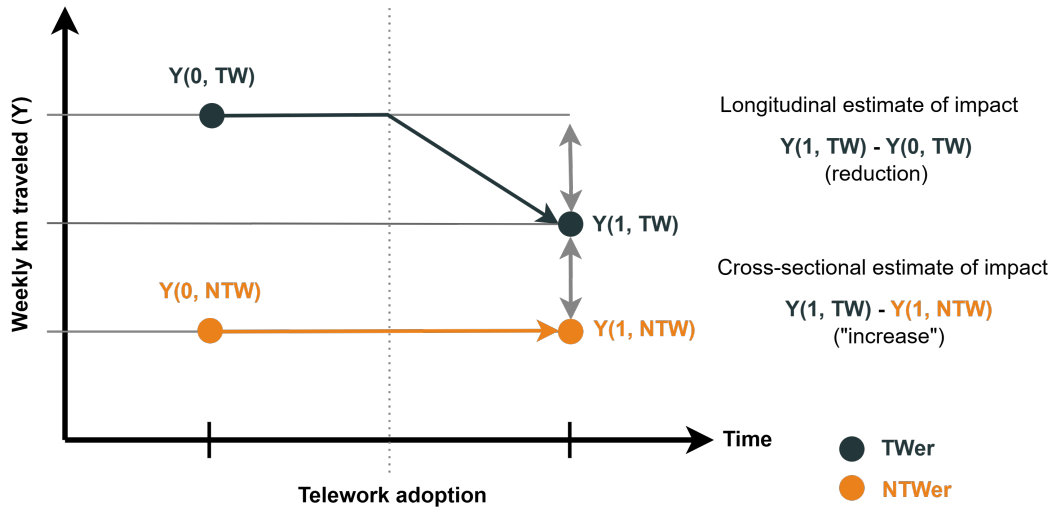 Weekly km traveled (Y)
Y(0, TW)
Y(1, TW)
Y(0, NTW)
Y(1, NTW)
Time
Telework adoption
Longitudinal estimate of impact
Y(1, TW) - Y(0, TW)
(reduction)
Cross-sectional estimate of impact
Y(1, TW) - Y(1, NTW)
("increase")
TWer
NTWer